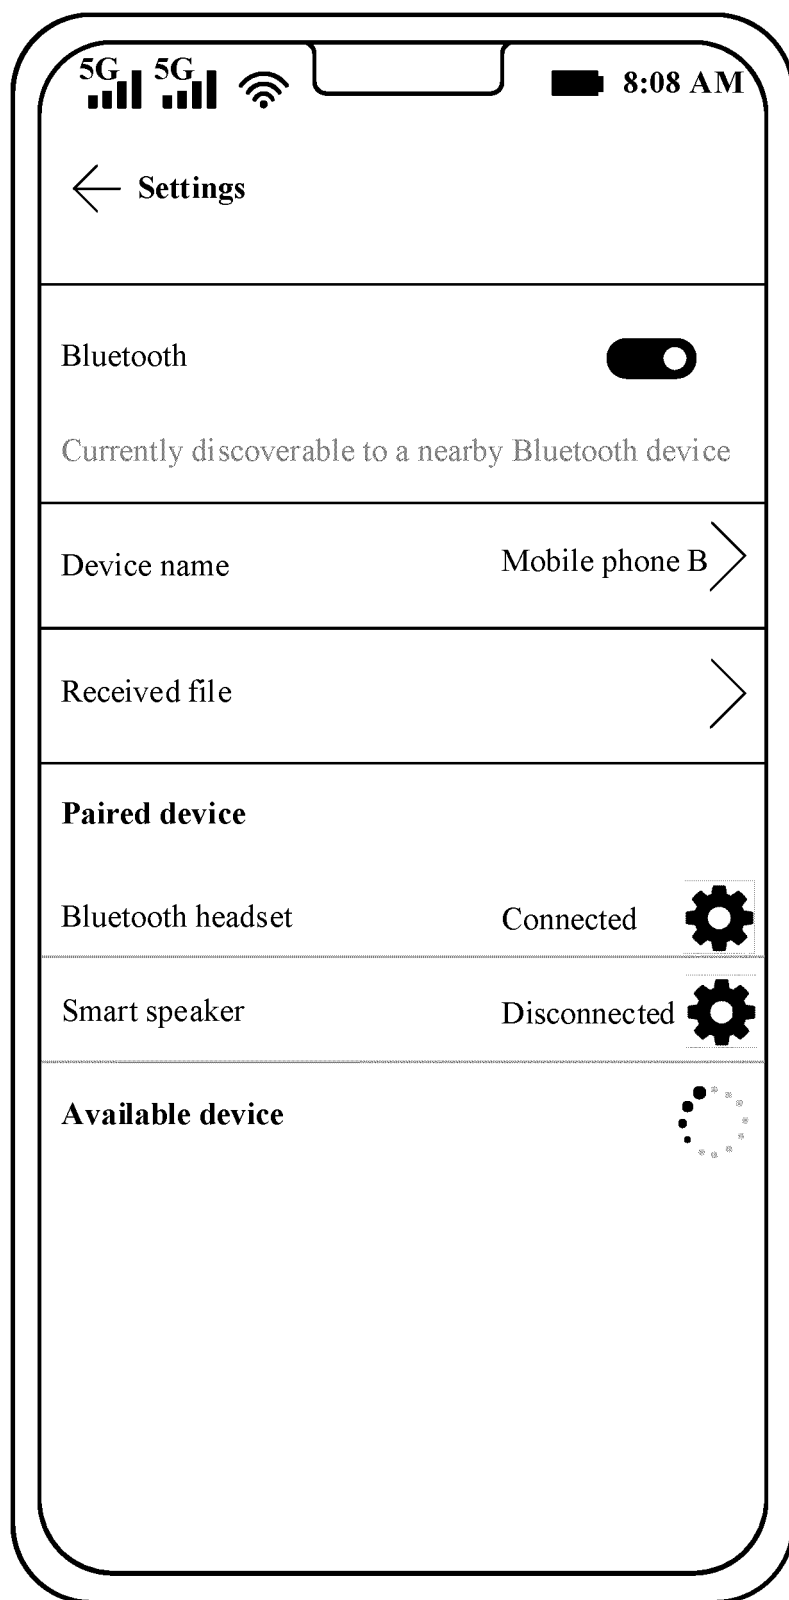 5G 5G 8:08 AM
Settings
Bluetooth
Currently discoverable to a nearby Bluetooth device
Device name Mobile phone B
Received file
Paired device
Bluetooth headset Connected
Smart speaker Disconnected
Available device